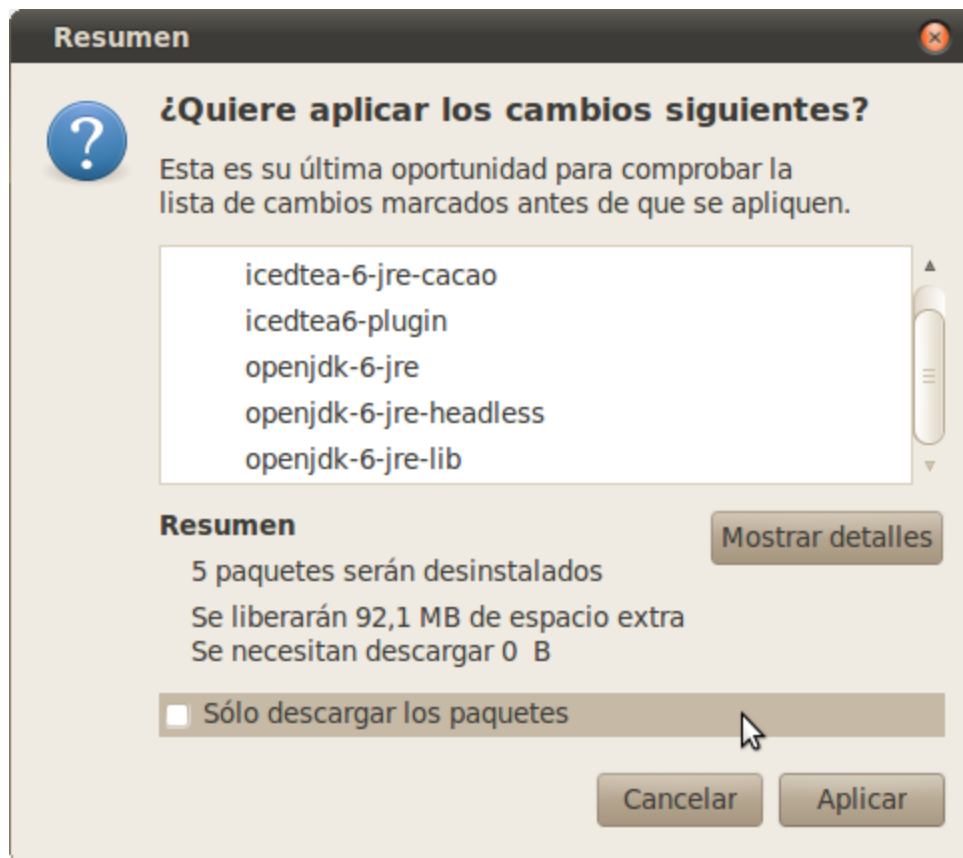 Resumen
¿Quiere aplicar los cambios siguientes?
Esta es su última oportunidad para comprobar la
lista de cambios marcados antes de que se apliquen.
icedtea-6-jre-cacao
icedtea6-plugin
openjdk-6-jre
openjdk-6-jre-headless
openjdk-6-jre-lib
Resumen
Mostrar detalles
5 paquetes serán desinstalados
Se liberarán 92,1 MB de espacio extra
Se necesitan descargar 0  B
Sólo descargar los paquetes
Cancelar
Aplicar